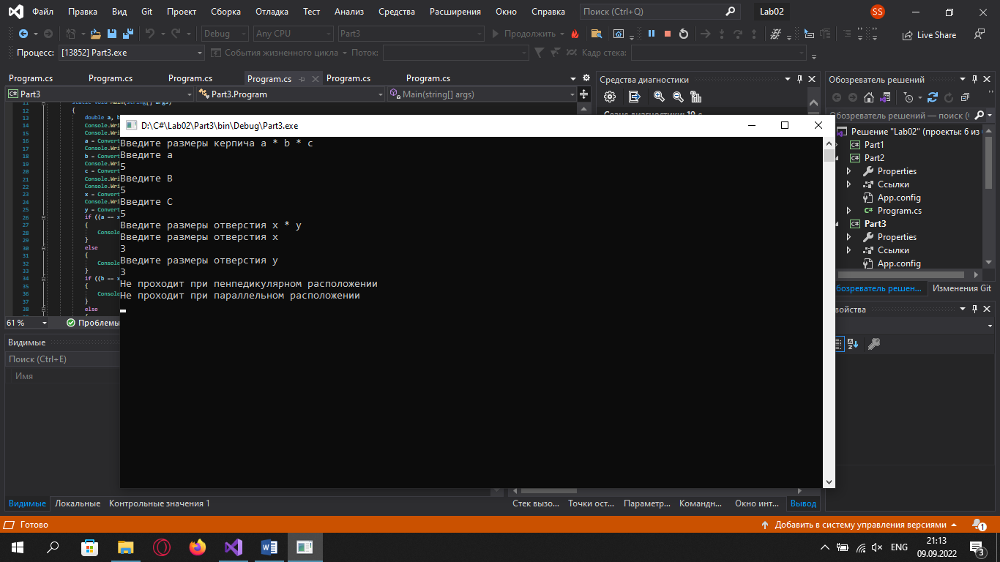 Файл Правка Вид Git Проект Сборка Отладка Тест Анализ Средства Расширения Окно Справка Поиск (Ctrl+Q) Lab02 SS
Debug Any CPU Part3 Продолжить Live Share
Процесс: [13852] Part3.exe События жизненного цикла Поток: Кадр стека:
Program.cs Program.cs Program.cs Program.cs Program.cs Program.cs
Part3 Part3.Program Main(string[] args)
Средства диагностики
Обозреватель решений
Обозреватель решений — поиск (
Решение "Lab02" (проекты: 6 из
Part1
Part2
Properties
Ссылки
App.config
Program.cs
Part3
Properties
Ссылки
App.config
обозреватель решен... Изменения Git
11 static void Main(string[] args)
12 {
13 double a, b
14 Console.Wri
15 Console.Wri
16 a = Convert
17 Console.Wri
18 b = Convert
19 Console.Wri
20 c = Convert
21 Console.Wri
22 Console.Wri
23 x = Convert
24 Console.Wri
25 y = Convert
26 if ((a == x
27 {
28 Console
29 }
30 else
31 {
32 Console
33 }
34 if ((b == x
35 {
36 Console
37 }
38 else
61 % Проблемы
D:\C#\Lab02\Part3\bin\Debug\Part3.exe
Введите размеры керпича a * b * c
Введите a
5
Введите B
5
Введите C
5
Введите размеры отверстия x * y
Введите размеры отверстия x
3
Введите размеры отверстия y
3
Не проходит при пенпедикулярном расположении
Не проходит при параллельном расположении
Видимые
Поиск (Ctrl+E)
Имя
войства
Видимые Локальные Контрольные значения 1
Стек вызо... Точки ост... Параметр... Командн... Окно инт... Вывод
Готово Добавить в систему управления версиями 1
ENG 21:13
09.09.2022 3